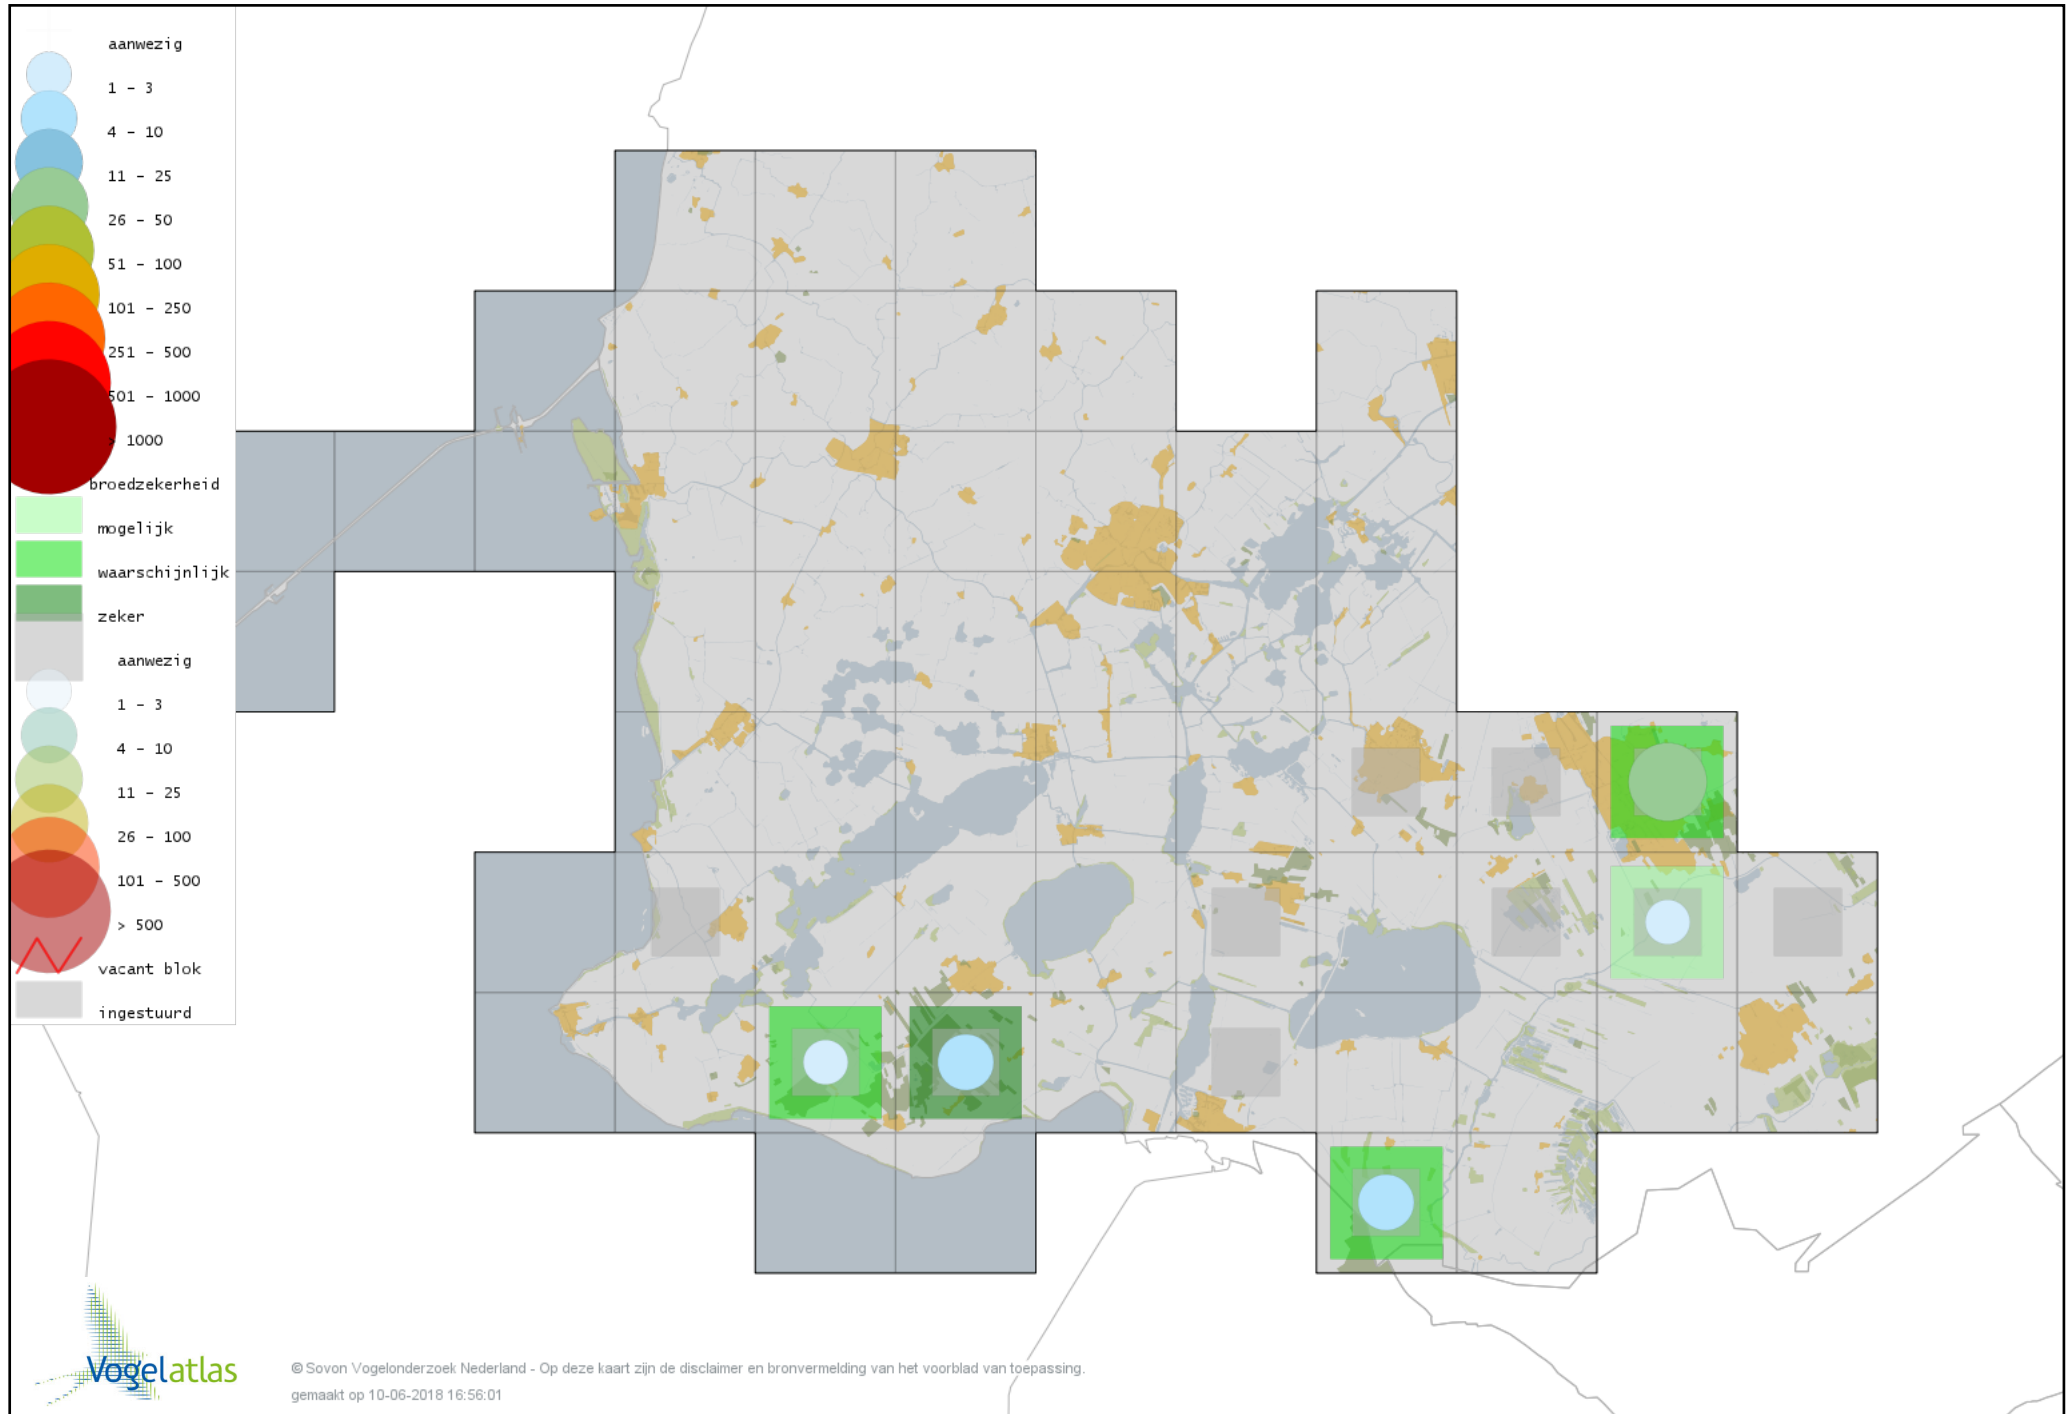 aanwezig
1 - 3
4 - 10
11 - 25
26 - 50
51 - 100
101 - 250
251 - 500
501 - 1000
> 1000
broedzekerheid
mogelijk
waarschijnlijk
zeker
aanwezig
1 - 3
4 - 10
11 - 25
26 - 100
101 - 500
> 500
vacant blok
ingestuurd
Vogelatlas
© Sovon Vogelonderzoek Nederland - Op deze kaart zijn de disclaimer en bronvermelding van het voorblad van toepassing.
gemaakt op 10-06-2018 16:56:01